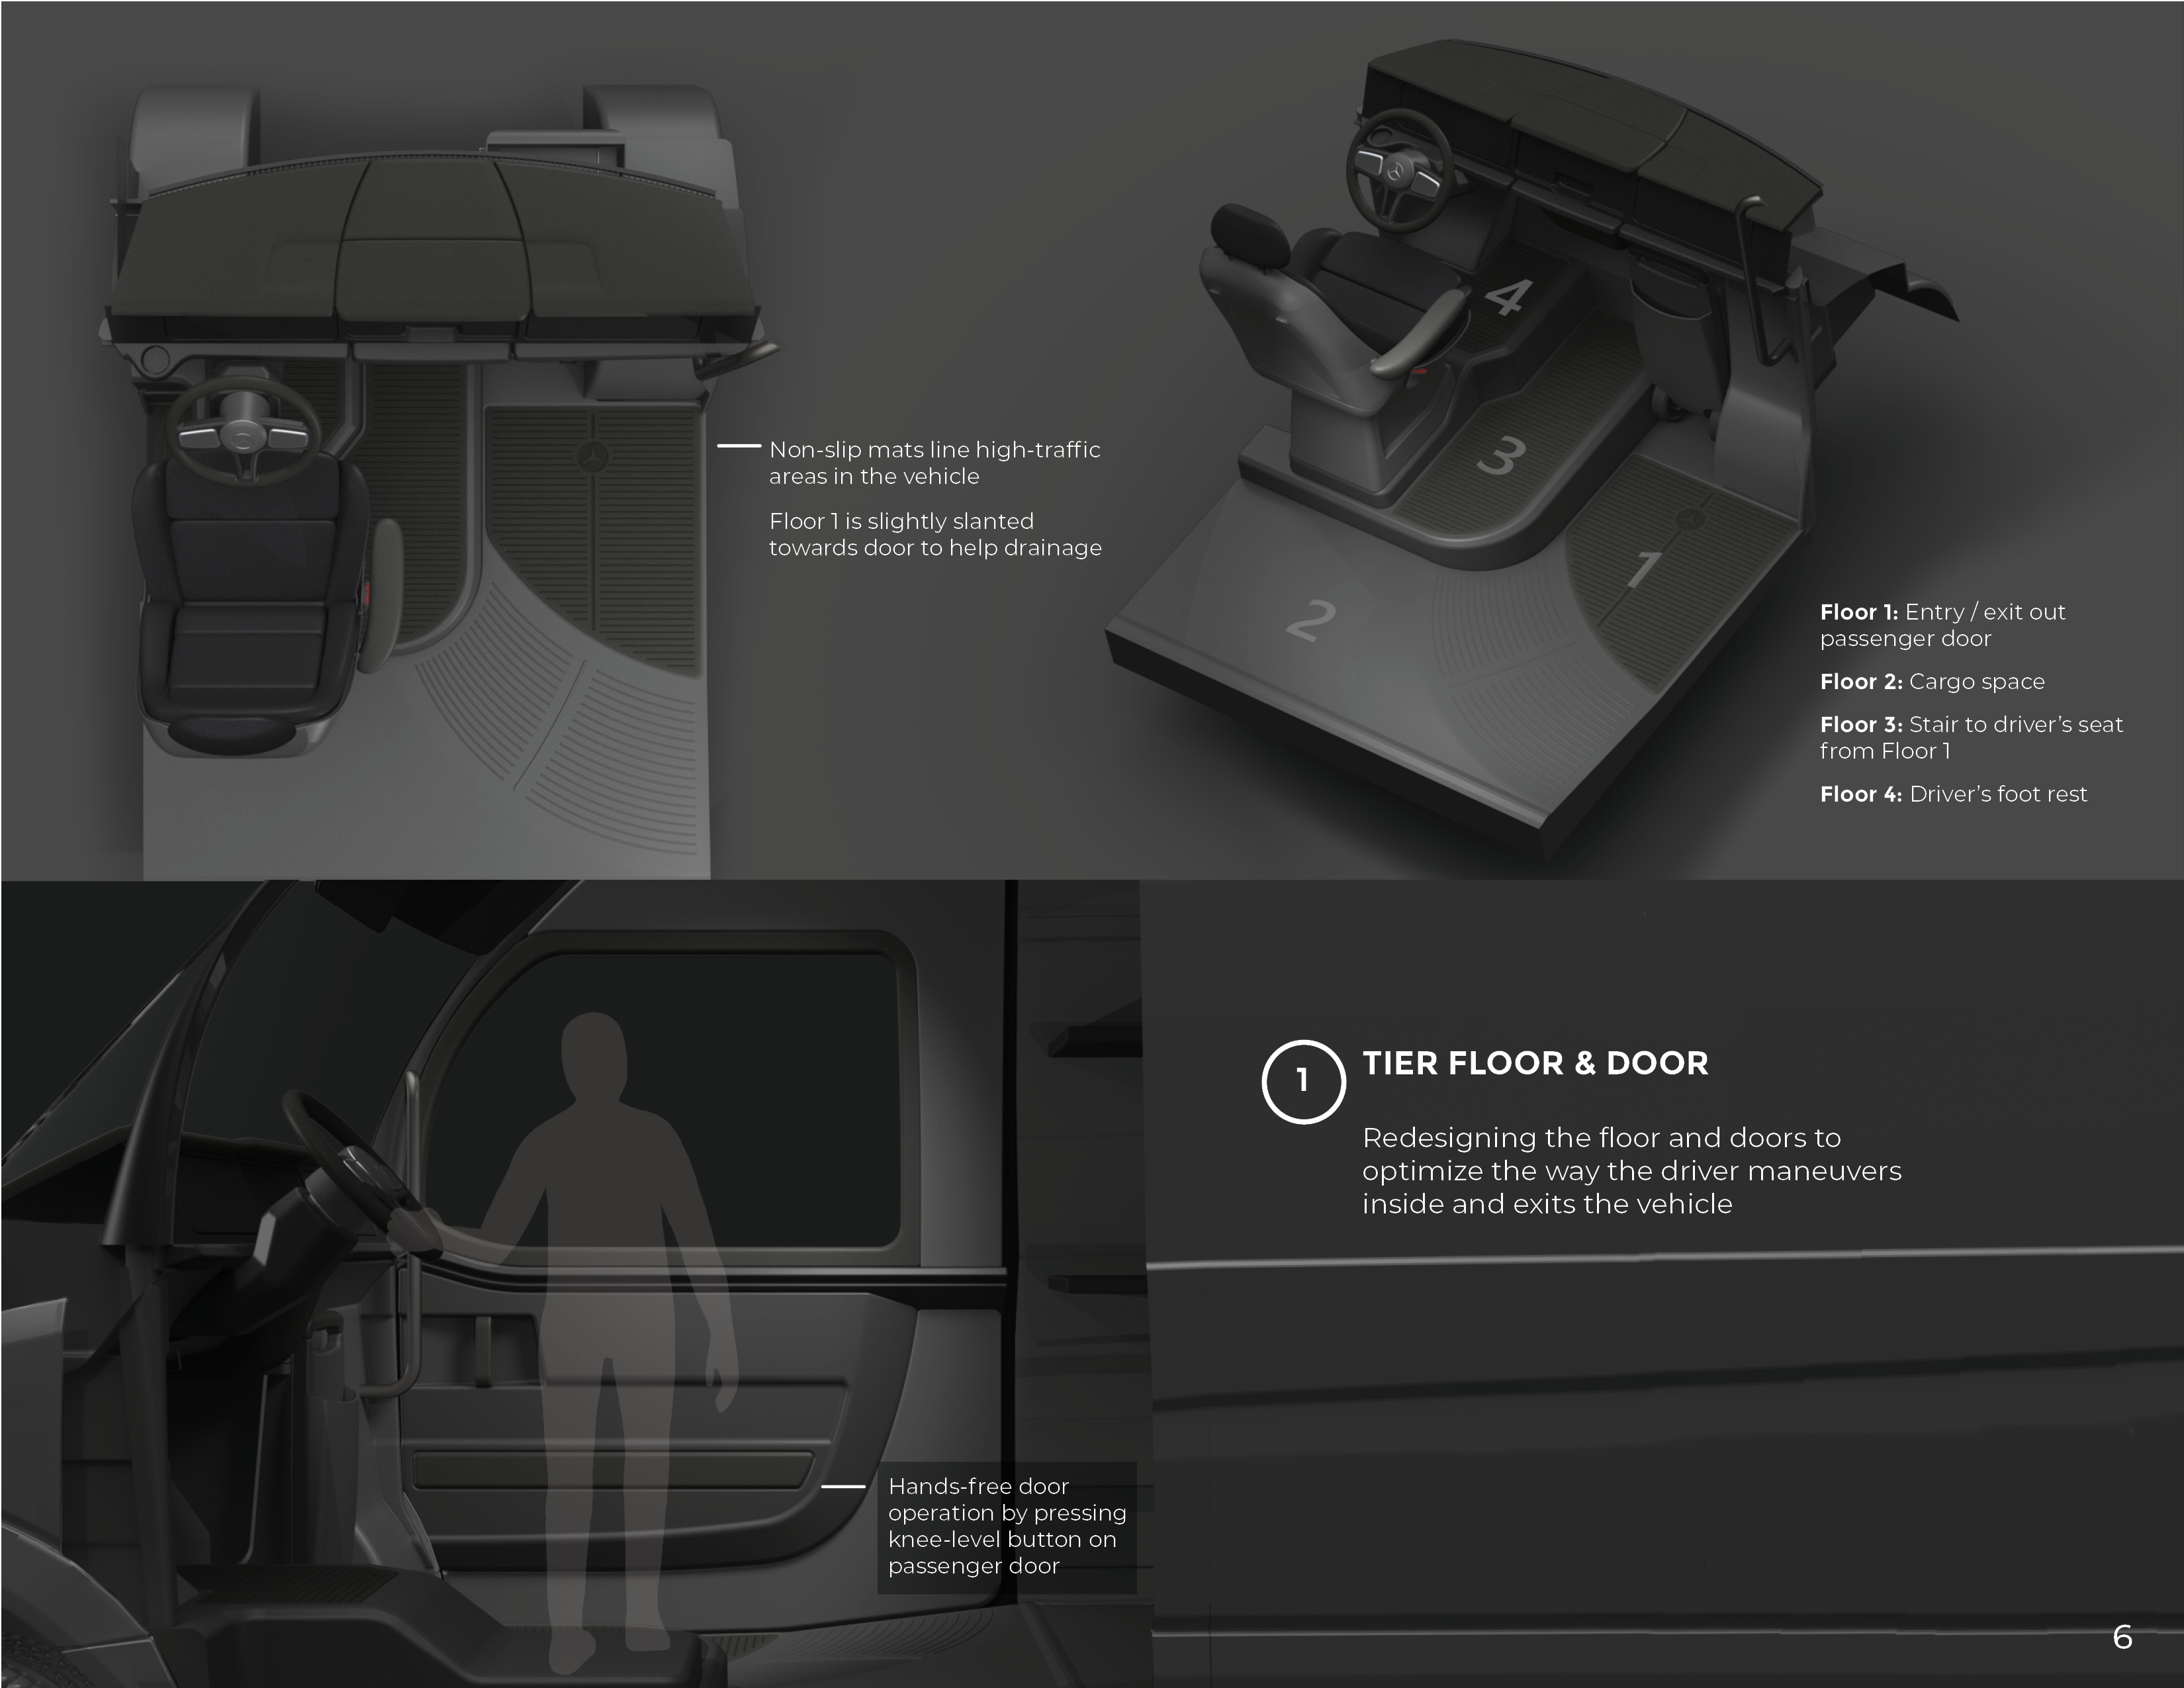 Non-slip mats line high-traffic
areas in the vehicle
Floor 1 is slightly slanted
towards door to help drainage
4
3
1
2
Floor 1: Entry / exit out
passenger door
Floor 2: Cargo space
Floor 3: Stair to driver’s seat
from Floor 1
Floor 4: Driver’s foot rest
1
TIER FLOOR & DOOR
Redesigning the floor and doors to
optimize the way the driver maneuvers
inside and exits the vehicle
Hands-free door
operation by pressing
knee-level button on
passenger door
6